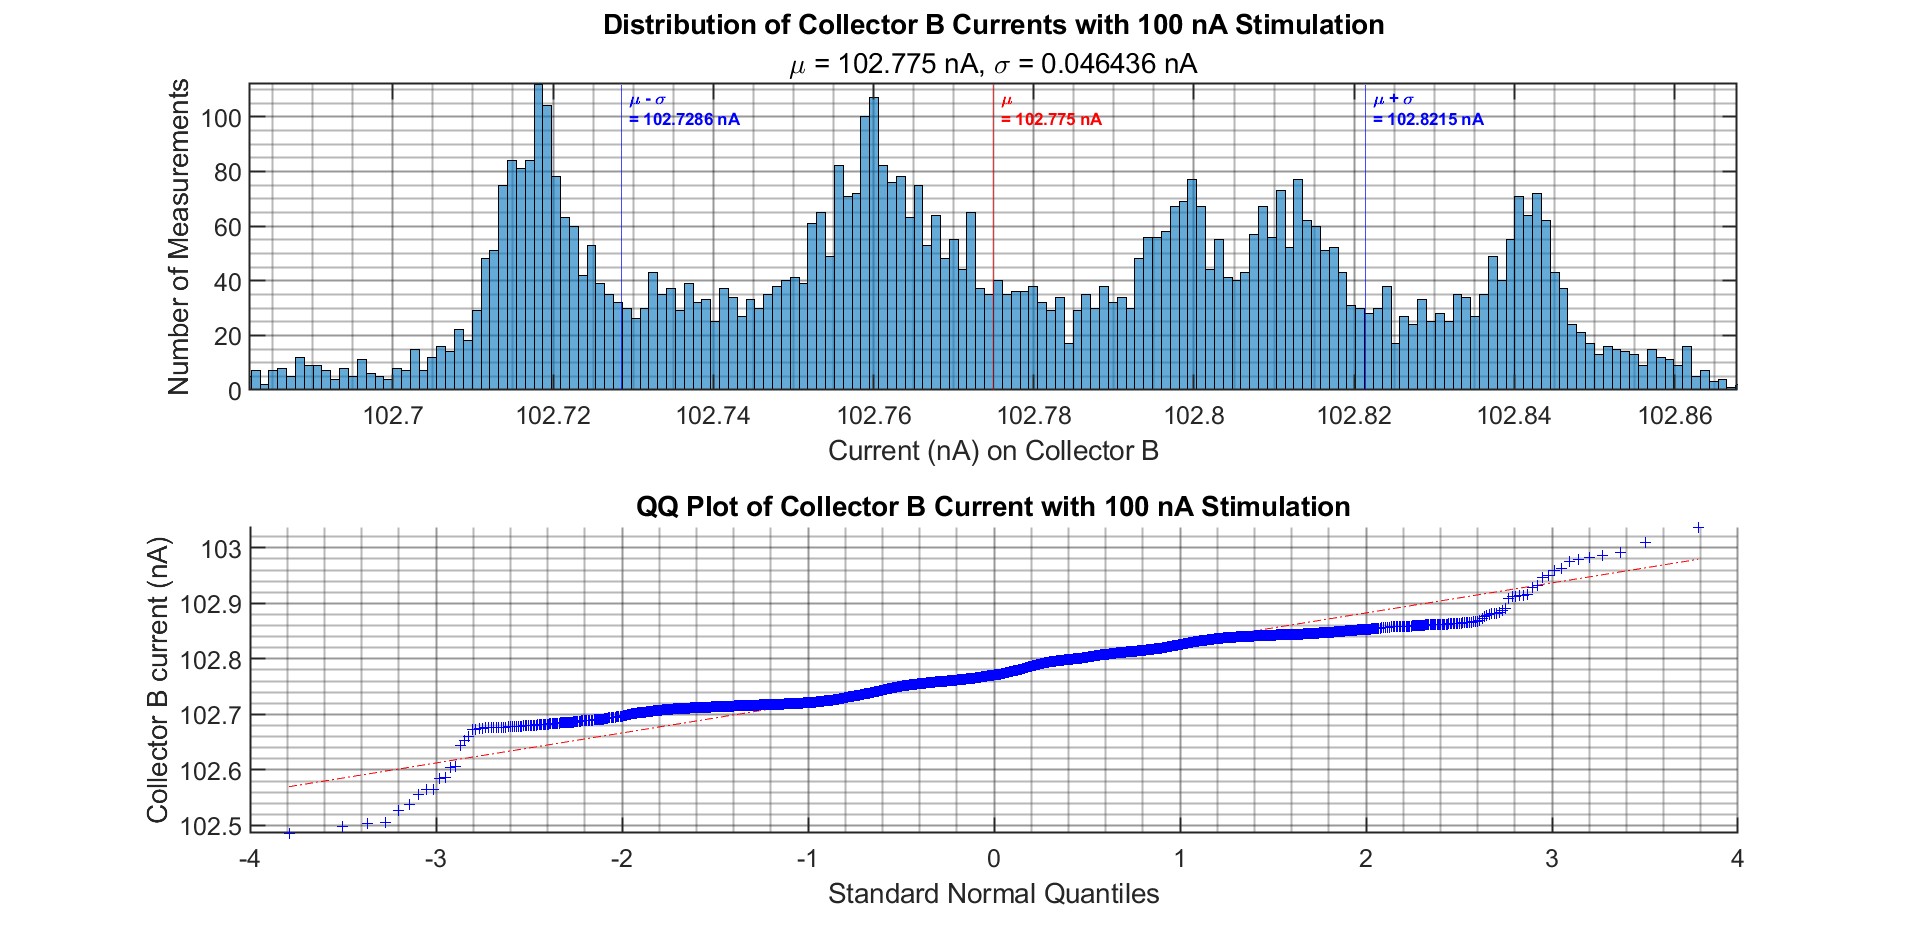 Distribution of Collector B Currents with 100 nA Stimulation
μ = 102.775 nA, σ = 0.046436 nA
Number of Measurements
100
80
60
40
20
0
μ - σ
= 102.7286 nA
μ
= 102.775 nA
μ + σ
= 102.8215 nA
102.7 102.72 102.74 102.76 102.78 102.8 102.82 102.84 102.86
Current (nA) on Collector B
QQ Plot of Collector B Current with 100 nA Stimulation
Collector B current (nA)
103
102.9
102.8
102.7
102.6
102.5
-4 -3 -2 -1 0 1 2 3 4
Standard Normal Quantiles